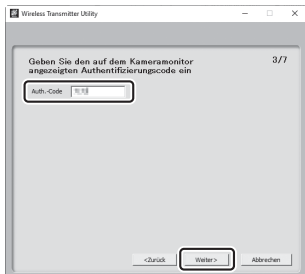 Wireless Transmitter Utility
Geben Sie den auf dem Kameramonitor
angezeigten Authentifizierungscode ein
3/7
Auth.-Code
<Zurück
Weiter>
Abbrechen